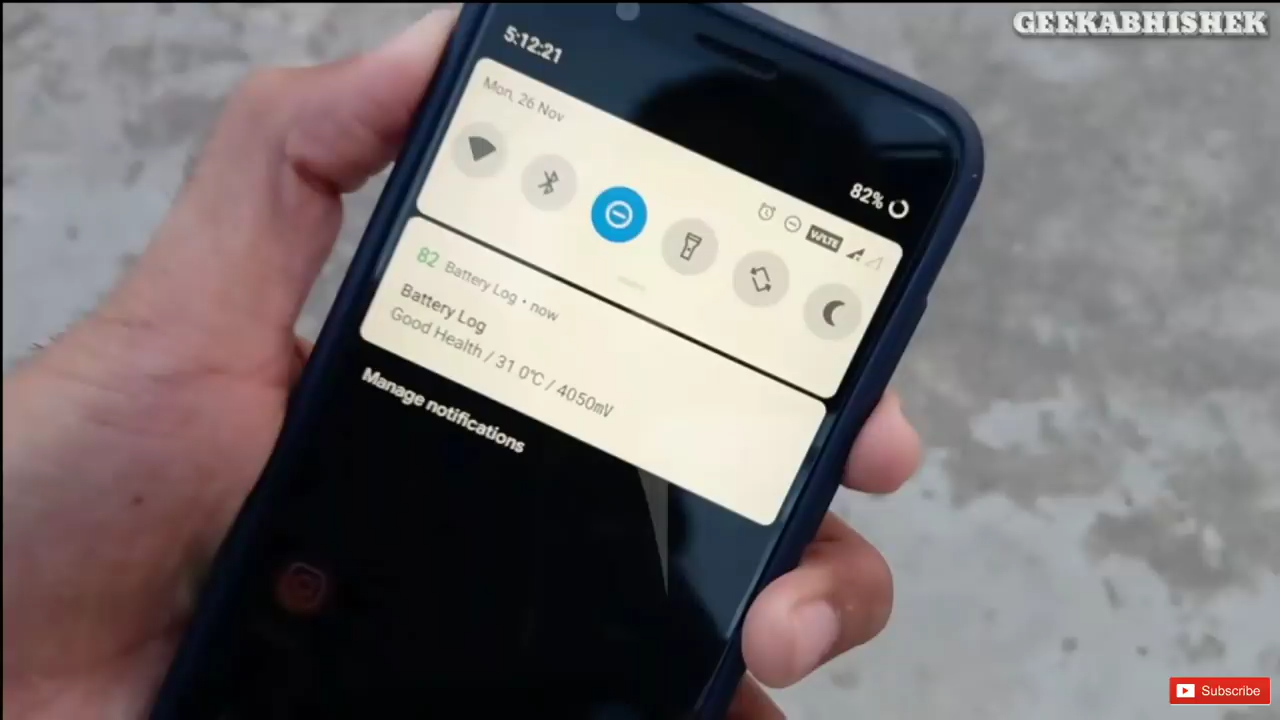 GEEKABHISHEK
5:12:21
Mon, 26 Nov
82%
VoLTE
82 Battery Log • now
Battery Log
Good Health / 31 0°C / 4050mV
Manage notifications
Subscribe